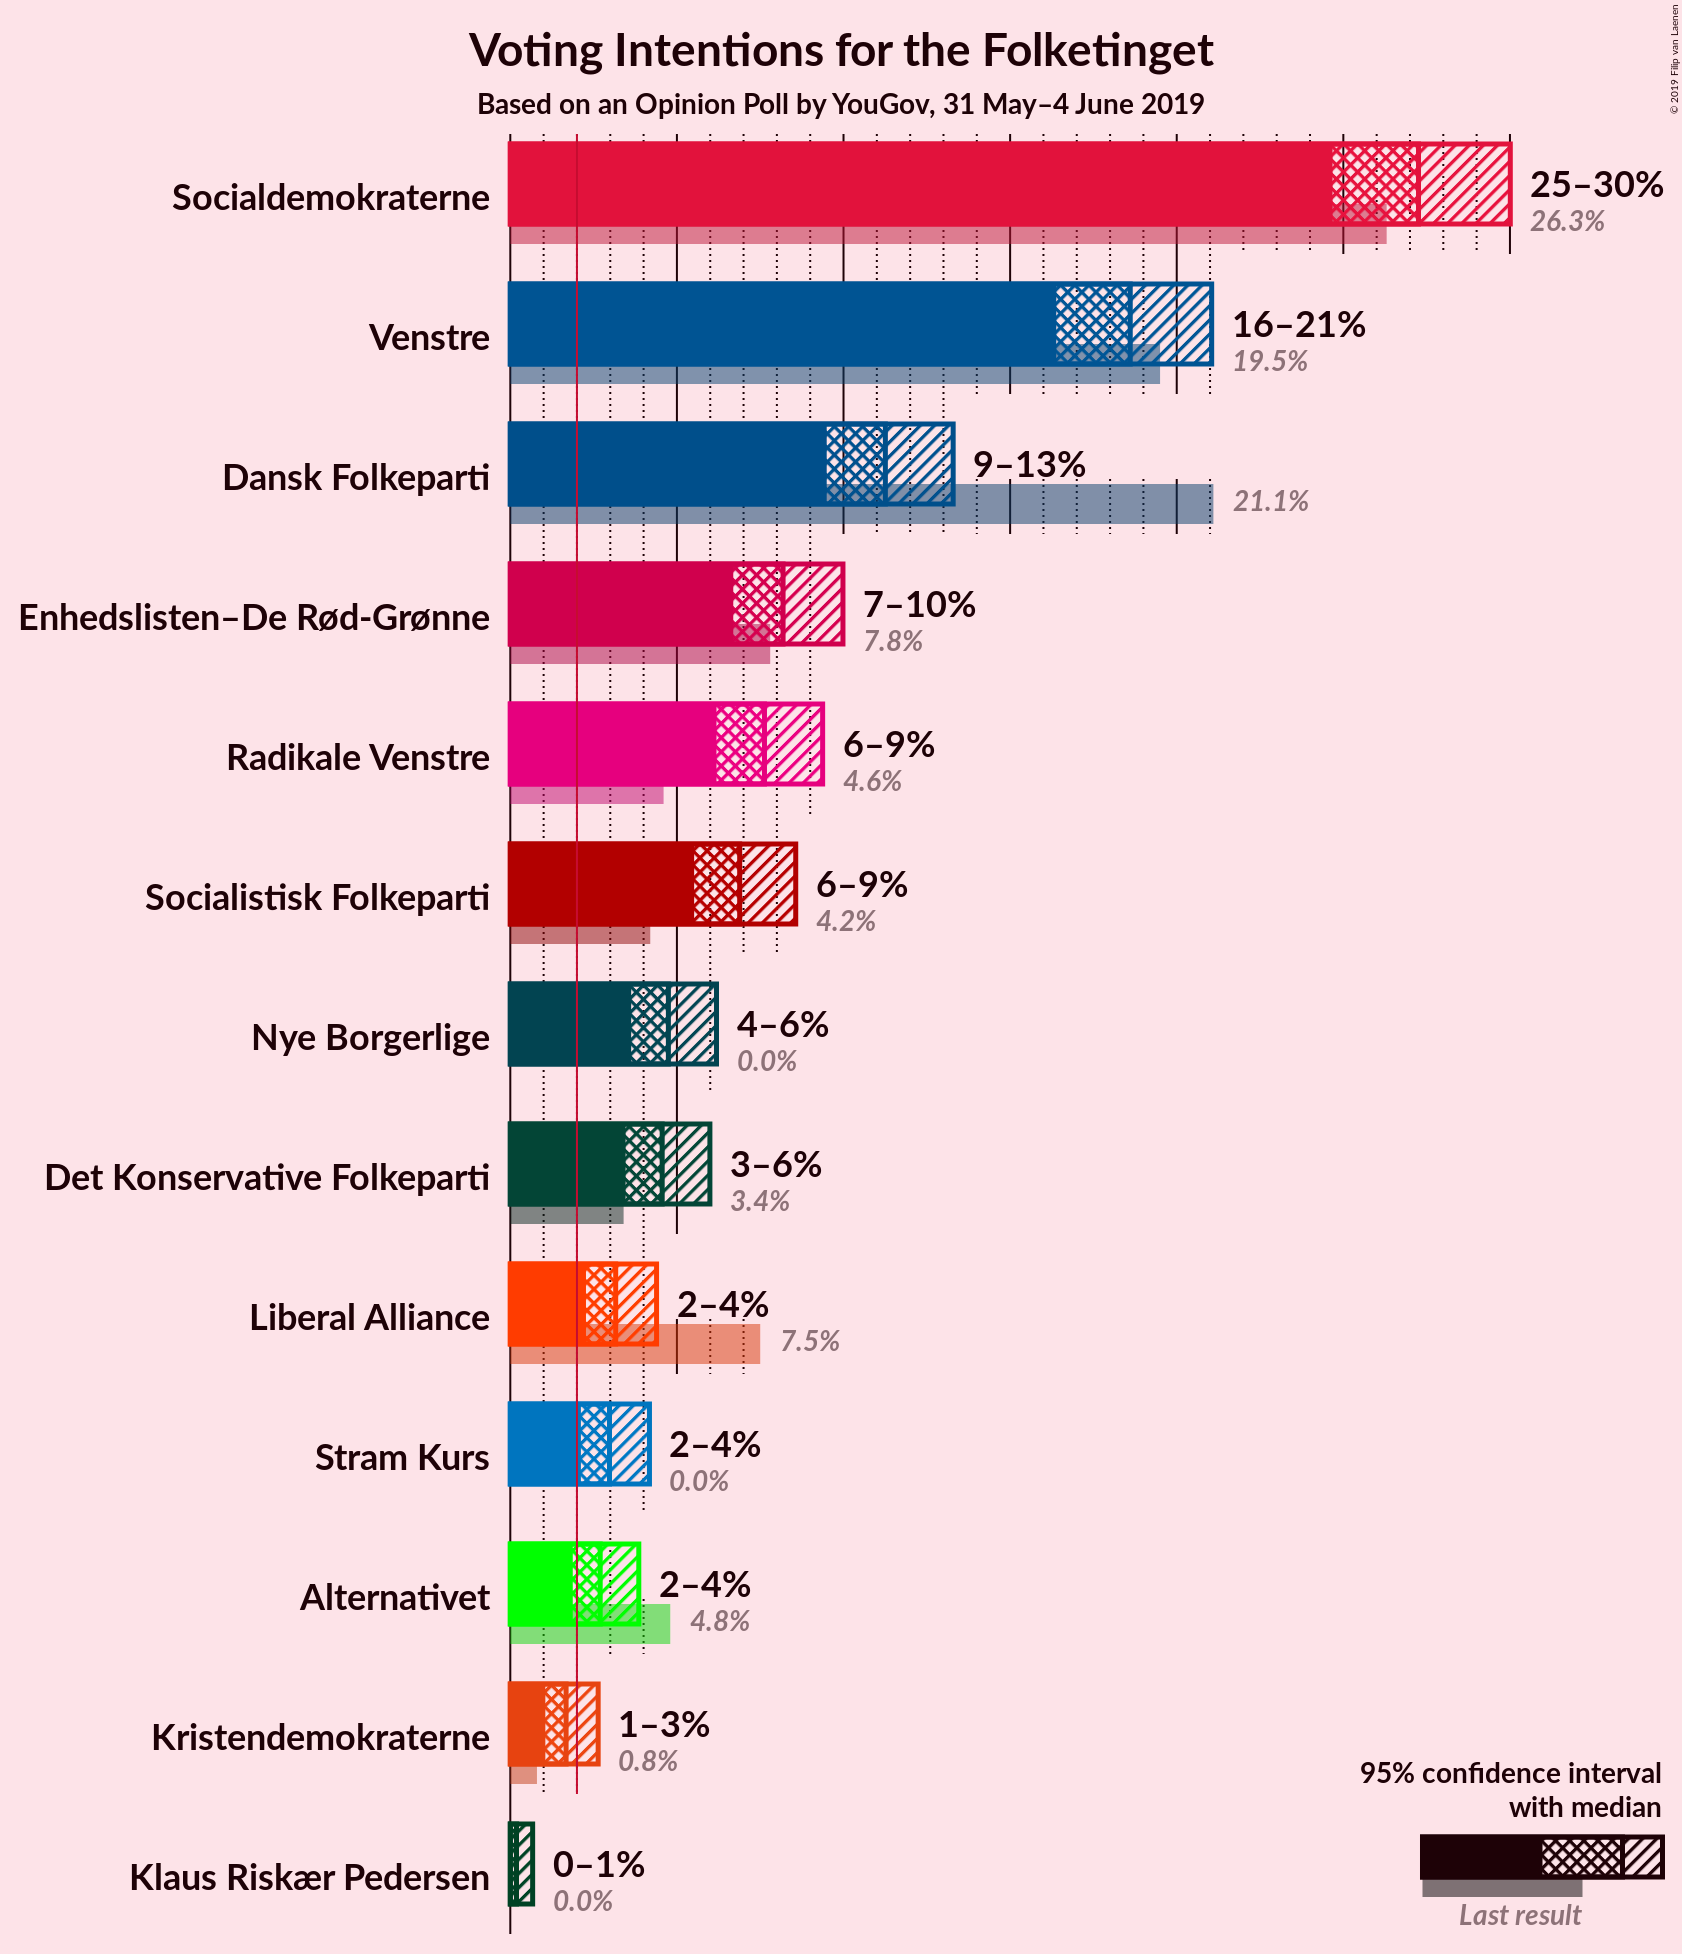 Voting Intentions for the Folketinget
Based on an Opinion Poll by YouGov, 31 May–4 June 2019
© 2019 Filip van Laenen
Socialdemokraterne
25–30%
26.3%
Venstre
16–21%
19.5%
Dansk Folkeparti
9–13%
21.1%
Enhedslisten–De Rød-Grønne
7–10%
7.8%
Radikale Venstre
6–9%
4.6%
Socialistisk Folkeparti
6–9%
4.2%
Nye Borgerlige
4–6%
0.0%
Det Konservative Folkeparti
3–6%
3.4%
Liberal Alliance
2–4%
7.5%
Stram Kurs
2–4%
0.0%
Alternativet
2–4%
4.8%
Kristendemokraterne
1–3%
0.8%
Klaus Riskær Pedersen
0–1%
0.0%
95% confidence interval
with median
Last result